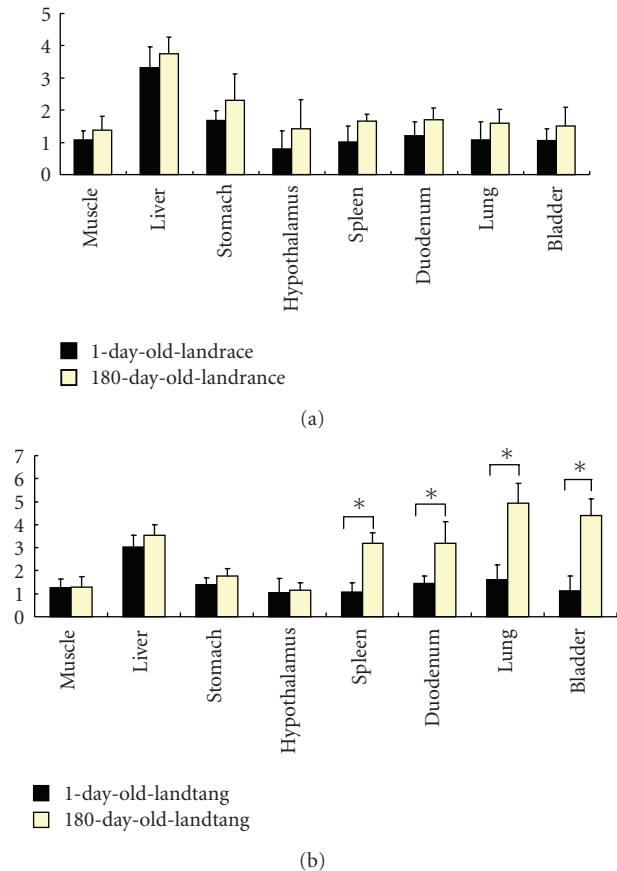 5
4
3
2
1
0
Muscle
Liver
Stomach
Hypothalamus
Spleen
Duodenum
Lung
Bladder
1-day-old-landrace
180-day-old-landrance
(a)
7
6
5
4
3
2
1
0
*
*
*
*
Muscle
Liver
Stomach
Hypothalamus
Spleen
Duodenum
Lung
Bladder
1-day-old-landtang
180-day-old-landtang
(b)